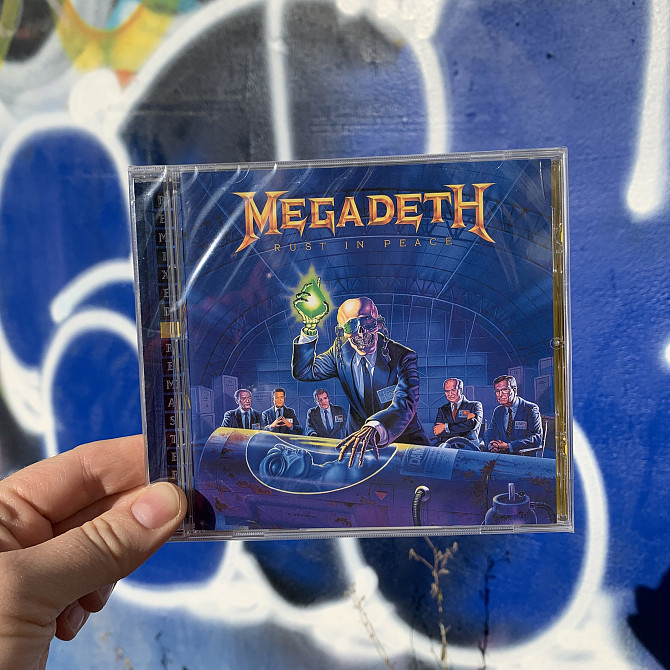 MEGADETH
RUST IN PEACE
REMIXED
REMASTERED